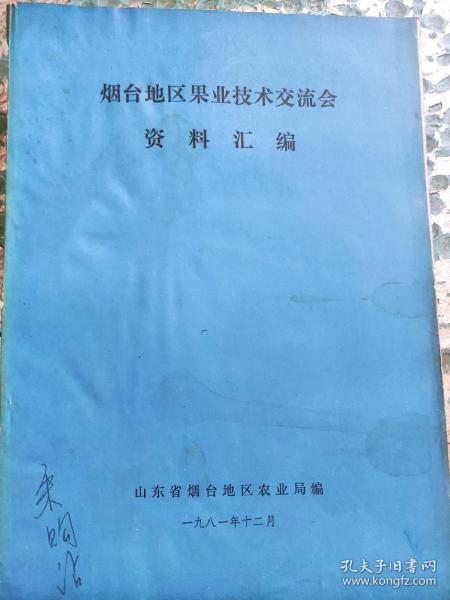 烟台地区果业技术交流会
资料汇编
山东省烟台地区农业局编
一九八一年十二月
孔夫子旧书网
www.kongfz.com